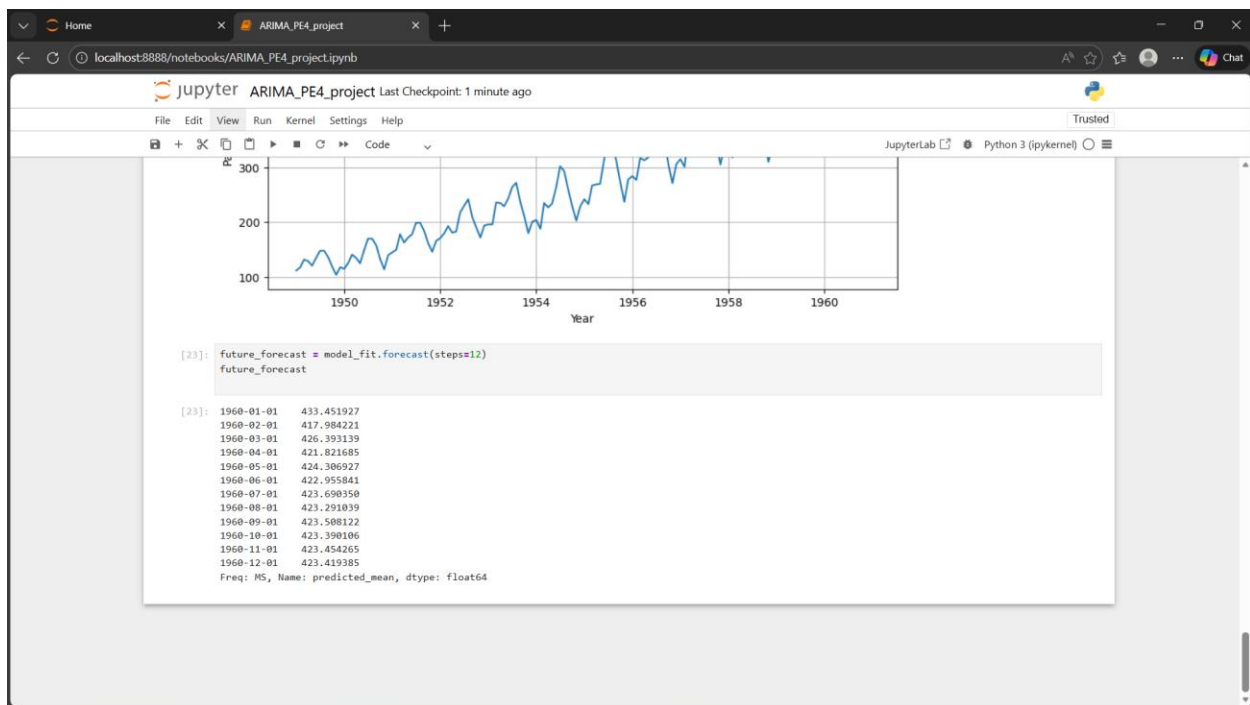 Home
ARIMA_PE4_project
localhost:8888/notebooks/ARIMA_PE4_project.ipynb
Chat
jupyter ARIMA_PE4_project Last Checkpoint: 1 minute ago
File Edit View Run Kernel Settings Help
Trusted
Code
JupyterLab
Python 3 (ipykernel)
300
200
100
1950 1952 1954 1956 1958 1960
Year
[23]: future_forecast = model_fit.forecast(steps=12)
future_forecast
[23]: 1960-01-01 433.451927
1960-02-01 417.984221
1960-03-01 426.393139
1960-04-01 421.821685
1960-05-01 424.306927
1960-06-01 422.955841
1960-07-01 423.690350
1960-08-01 423.291039
1960-09-01 423.508122
1960-10-01 423.390106
1960-11-01 423.454265
1960-12-01 423.419385
Freq: MS, Name: predicted_mean, dtype: float64